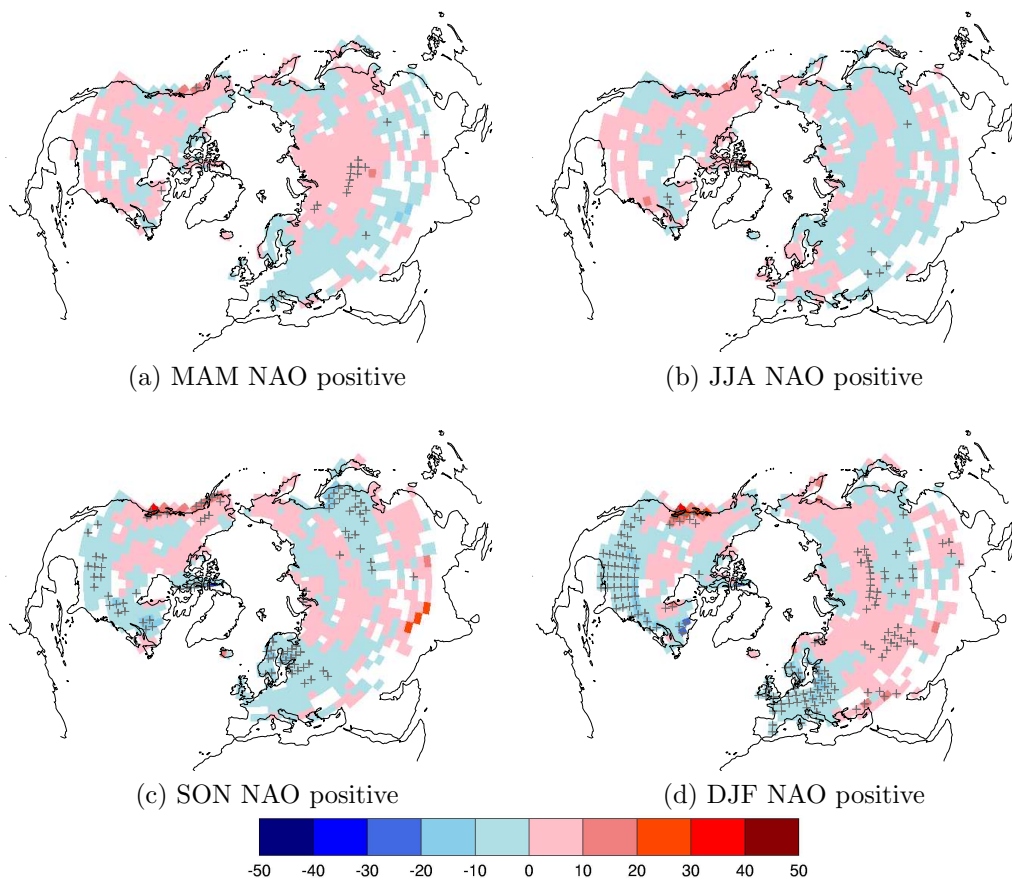 (a) MAM NAO positive
(b) JJA NAO positive
(c) SON NAO positive
(d) DJF NAO positive
-50 -40 -30 -20 -10 0 10 20 30 40 50